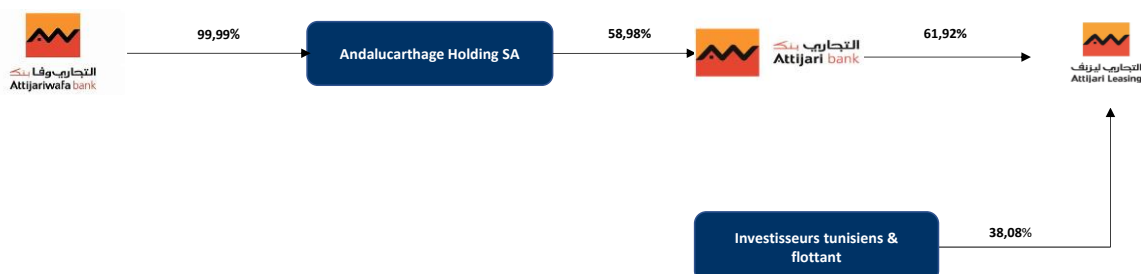 التجاري وفا بنك
Attijariwafa bank
99,99%
Andalucarthage Holding SA
58,98%
التجاري بنك
Attijari bank
61,92%
التجاري ليزنف
Attijari Leasing
Investisseurs tunisiens &
flottant
38,08%